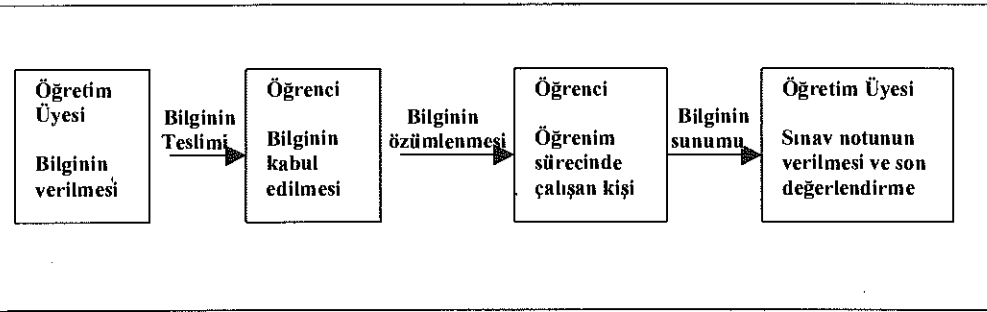 Öğretim
Üyesi
Bilginin
verilmesi
Bilginin
Teslimi
Öğrenci
Bilginin
kabul
edilmesi
Bilginin
özümlenmesi
Öğrenci
Öğrenim
sürecinde
çalışan kişi
Bilginin
sunumu
Öğretim Üyesi
Sınav notunun
verilmesi ve son
değerlendirme